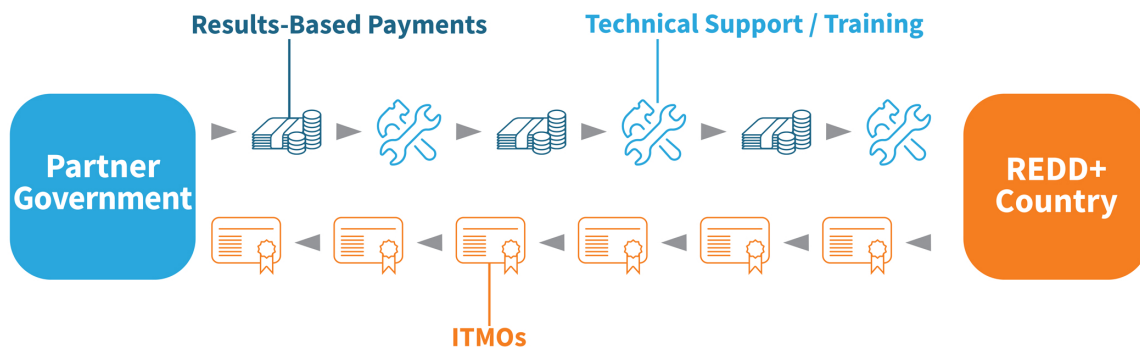 Results-Based Payments
Technical Support / Training
Partner
Government
REDD+
Country
ITMOs